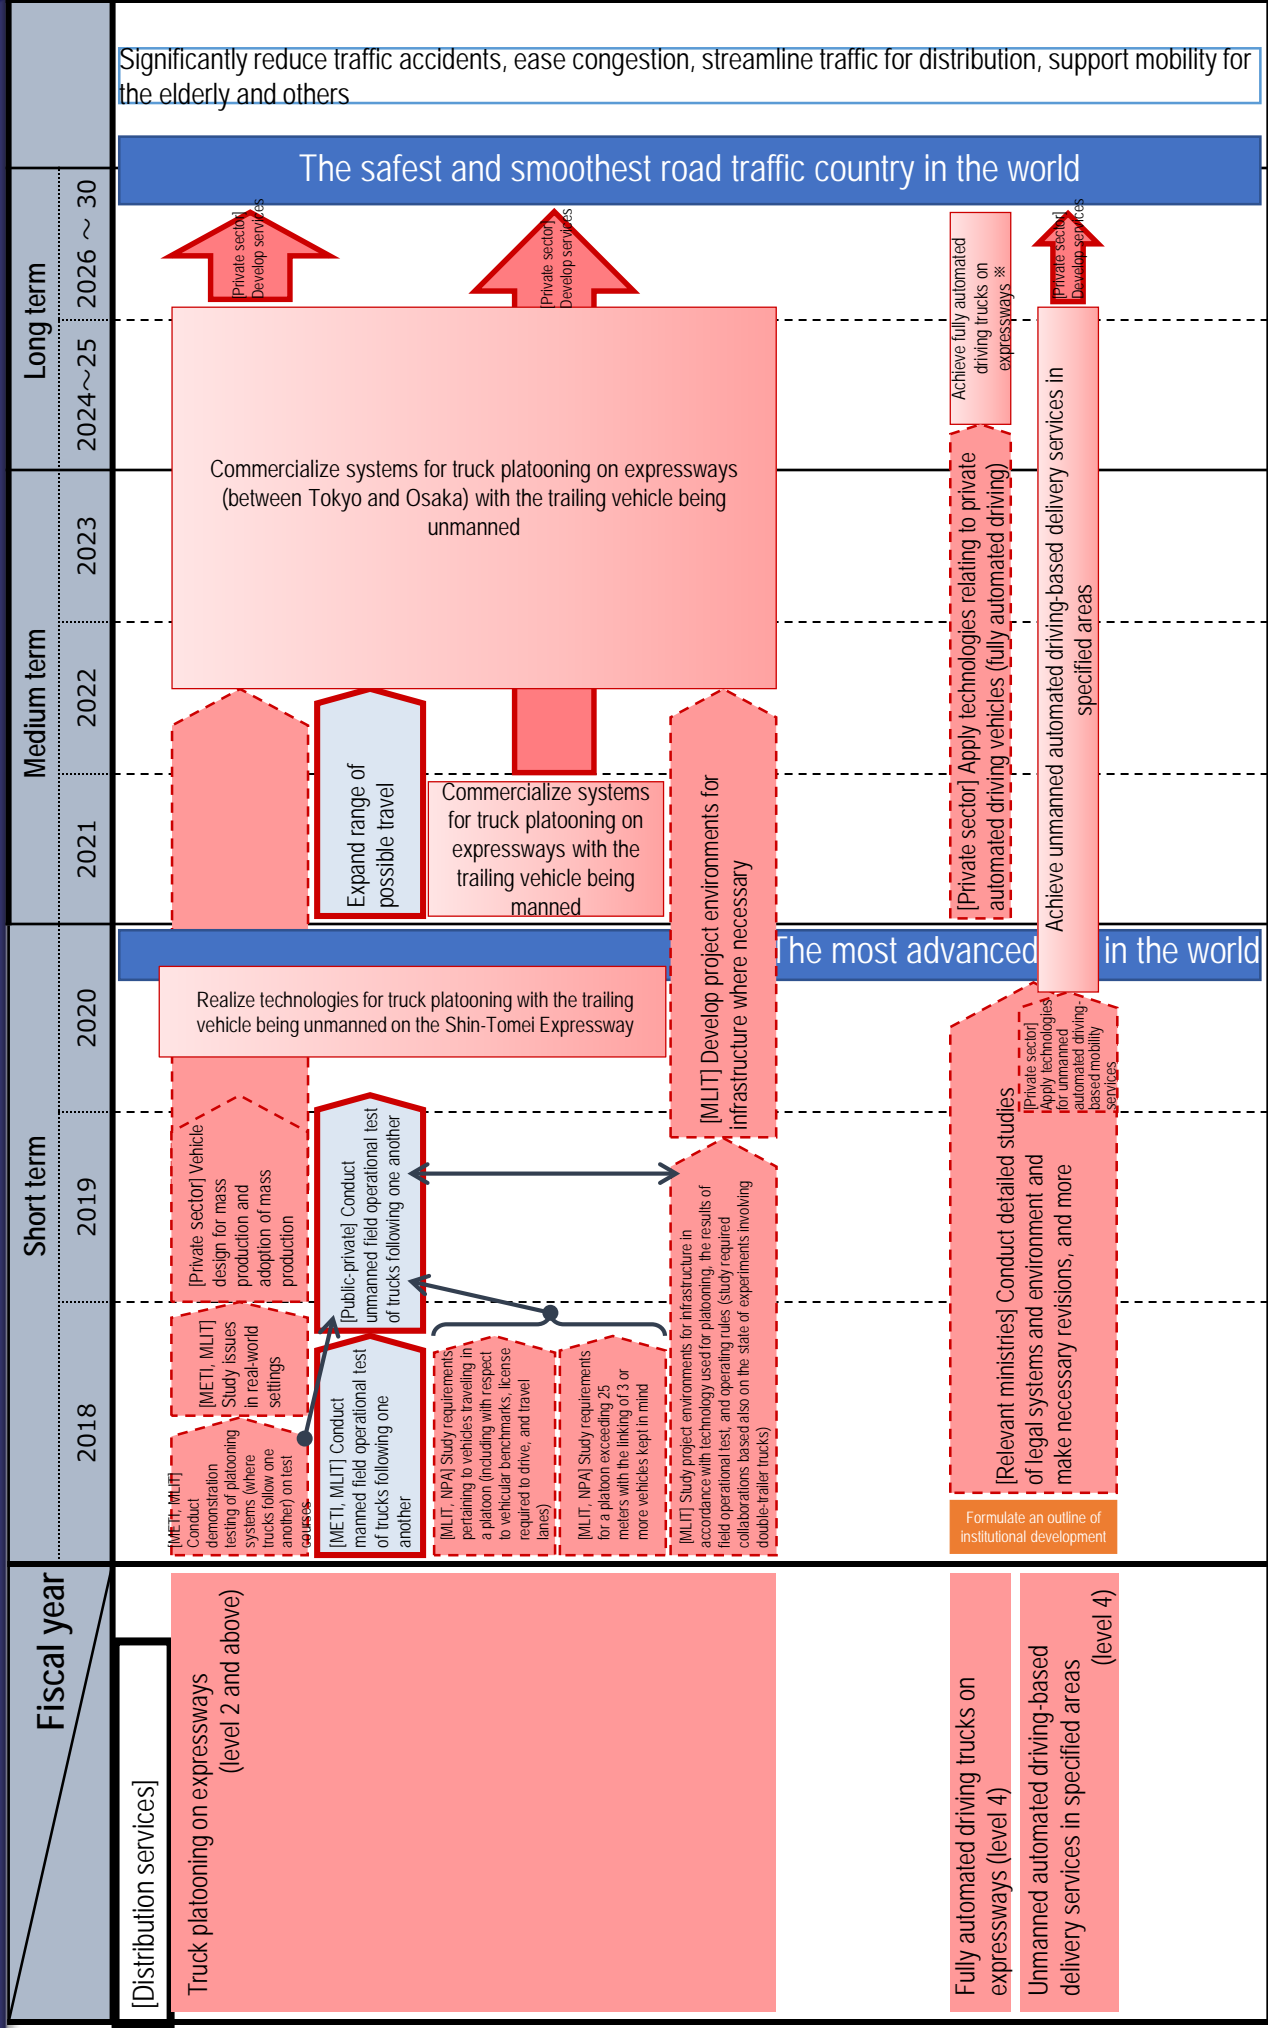 Significantly reduce traffic accidents, ease congestion, streamline traffic for distribution, support mobility for
the elderly and others
The safest and smoothest road traffic country in the world
Long term
2026 ～ 30
2024～25
Medium term
2023
2022
2021
Short term
2020
2019
2018
Fiscal year
[Private sector]
Develop services
[Private sector]
Develop services
Achieve fully automated
driving trucks on
expressways ※
[Private sector]
Develop services
Commercialize systems for truck platooning on expressways
(between Tokyo and Osaka) with the trailing vehicle being
unmanned
[Private sector] Apply technologies relating to private
automated driving vehicles (fully automated driving)
Achieve unmanned automated driving-based delivery services in
specified areas
Expand range of
possible travel
Commercialize systems
for truck platooning on
expressways with the
trailing vehicle being
manned
[MLIT] Develop project environments for
infrastructure where necessary
The most advanced
in the world
Realize technologies for truck platooning with the trailing
vehicle being unmanned on the Shin-Tomei Expressway
[Private sector]
Apply technologies
for unmanned
automated driving-
based mobility
services
[Private sector] Vehicle
design for mass
production and
adoption of mass
production
[Public-private] Conduct
unmanned field operational test
of trucks following one another
[METI, MLIT]
Study issues
in real-world
settings
[METI, MLIT]
Conduct
demonstration
testing of platooning
systems (where
trucks follow one
another) on test
courses
[METI, MLIT] Conduct
manned field operational test
of trucks following one
another
[MLIT, NPA] Study requirements
pertaining to vehicles traveling in
a platoon (including with respect
to vehicular benchmarks, license
required to drive, and travel
lanes)
[MLIT, NPA] Study requirements
for a platoon exceeding 25
meters with the linking of 3 or
more vehicles kept in mind
[MLIT] Study project environments for infrastructure in
accordance with technology used for platooning, the results of
field operational test, and operating rules (study required
collaborations based also on the state of experiments involving
double-trailer trucks)
[Relevant ministries] Conduct detailed studies
of legal systems and environment and
make necessary revisions, and more
Formulate an outline of
institutional development
[Distribution services]
Truck platooning on expressways
(level 2 and above)
Fully automated driving trucks on
expressways (level 4)
Unmanned automated driving-based
delivery services in specified areas
(level 4)